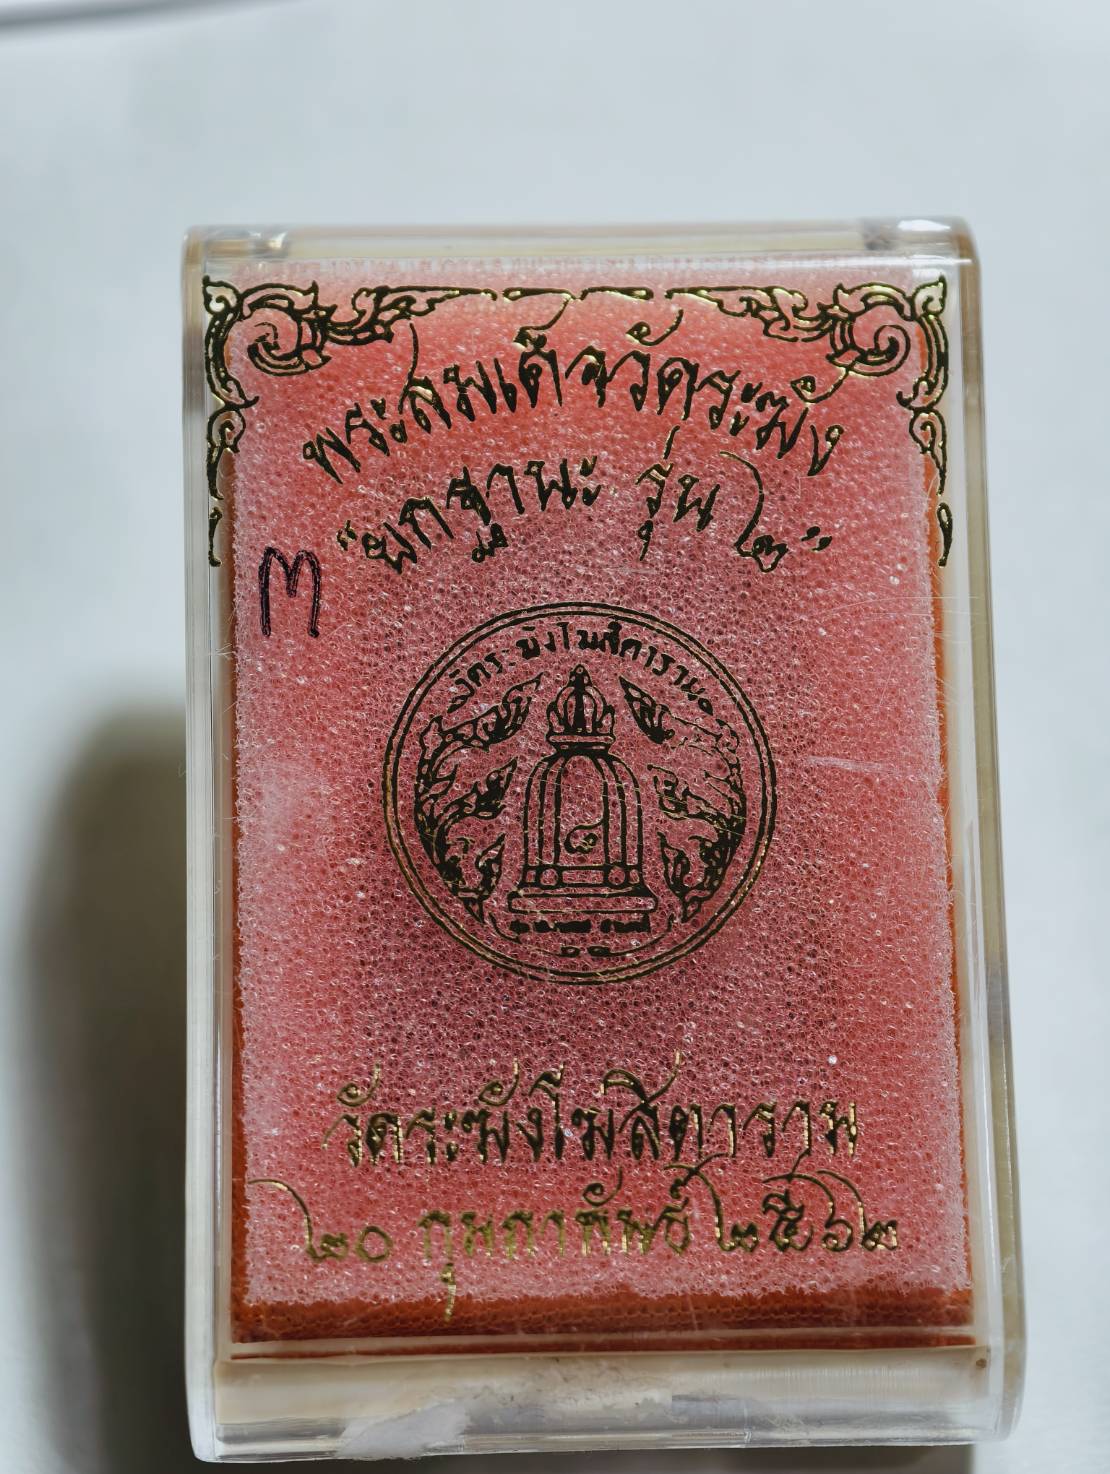 พระสมเด็จวัดระฆัง
"ผกฐานะ รุ่น ๒"
วัดระฆังโฆสิตาราม
วัดระฆังโฆสิตาราม
๒๐ กุมภาพันธ์ ๒๕๖๒